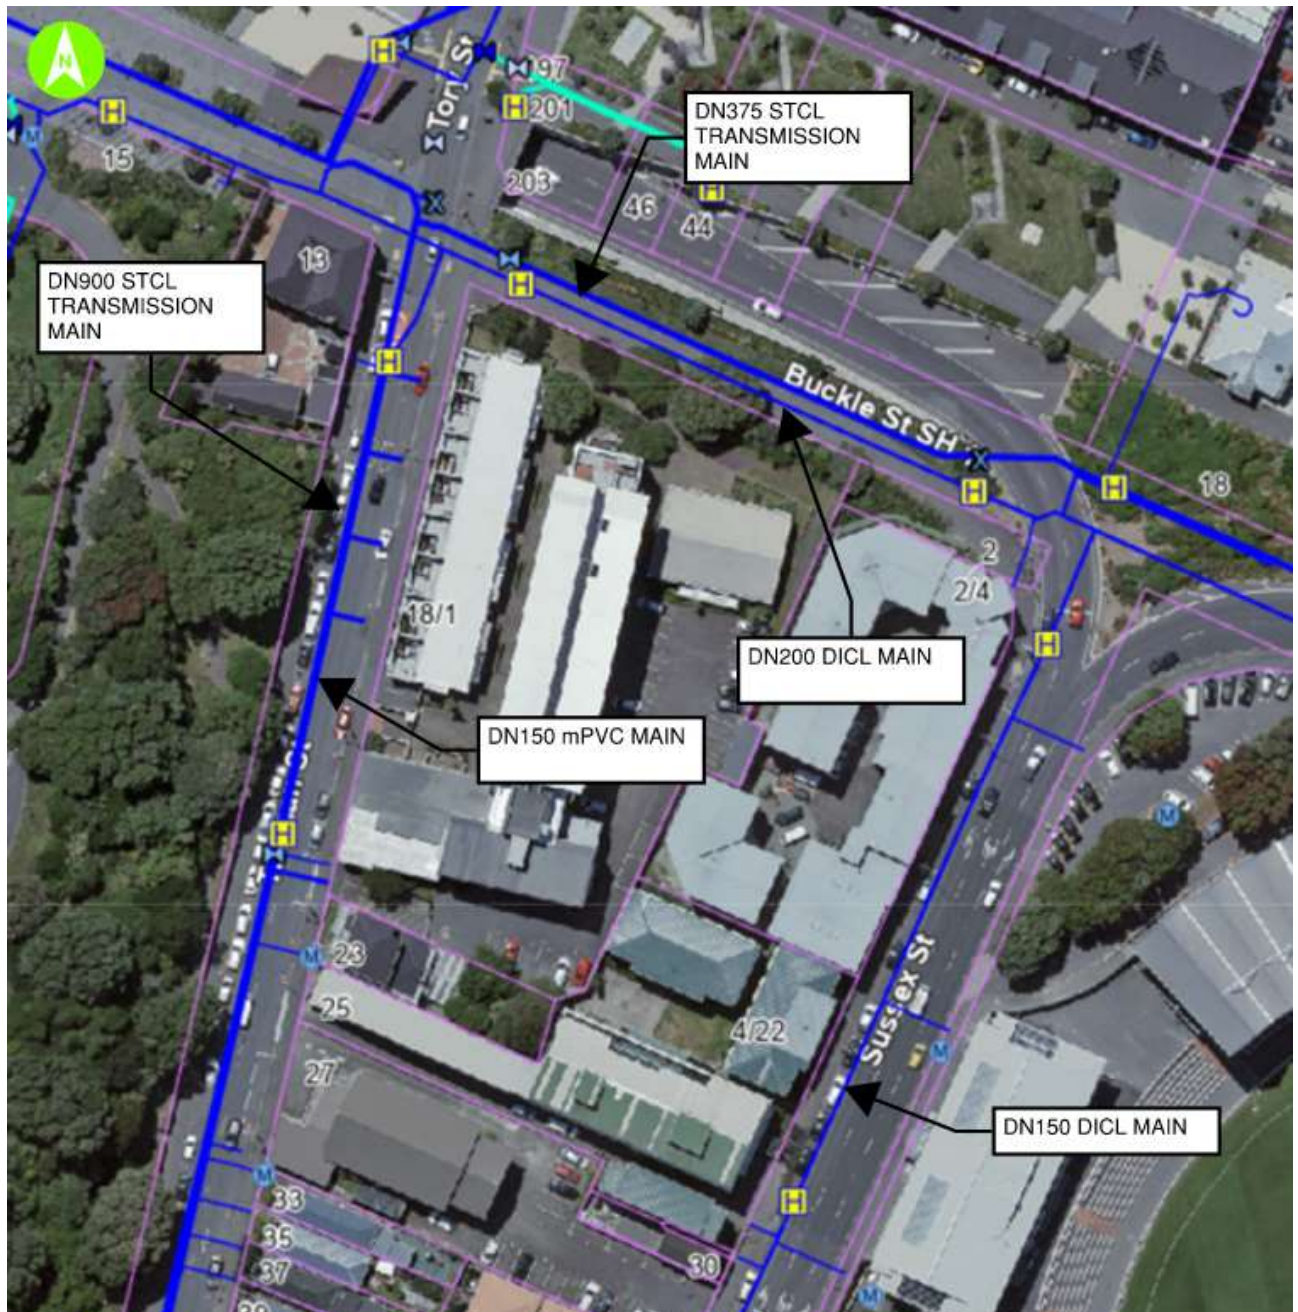 N
H
Tory St
197
H
201
DN375 STCL
TRANSMISSION
MAIN
H
M
15
203
46
H
44
X
13
H
DN900 STCL
TRANSMISSION
MAIN
H
Buckle St SH
X
H
H
18
2
2/4
18/1
H
DN200 DICL MAIN
DN150 mPVC MAIN
M
H
M
23
25
Sussex St
4/22
M
27
DN150 DICL MAIN
M
33
H
35
30
37
M